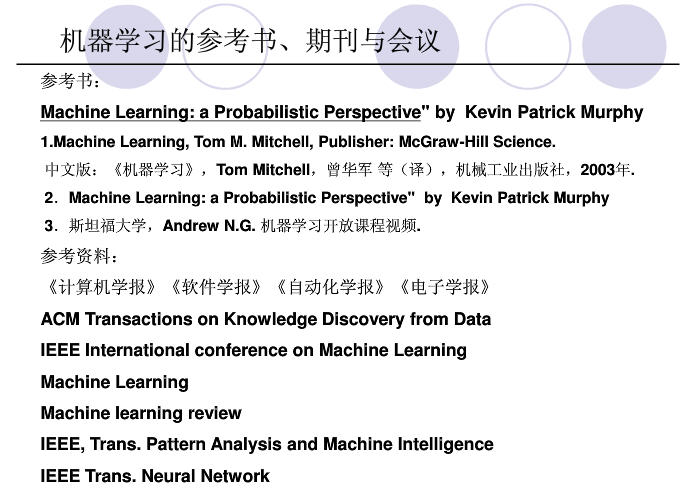 机器学习的参考书、期刊与会议
参考书：
Machine Learning: a Probabilistic Perspective" by Kevin Patrick Murphy
1.Machine Learning, Tom M. Mitchell, Publisher: McGraw-Hill Science.
中文版：《机器学习》，Tom Mitchell，曾华军 等（译），机械工业出版社，2003年.
2．Machine Learning: a Probabilistic Perspective" by Kevin Patrick Murphy
3．斯坦福大学，Andrew N.G. 机器学习开放课程视频.
参考资料：
《计算机学报》《软件学报》《自动化学报》《电子学报》
ACM Transactions on Knowledge Discovery from Data
IEEE International conference on Machine Learning
Machine Learning
Machine learning review
IEEE, Trans. Pattern Analysis and Machine Intelligence
IEEE Trans. Neural Network